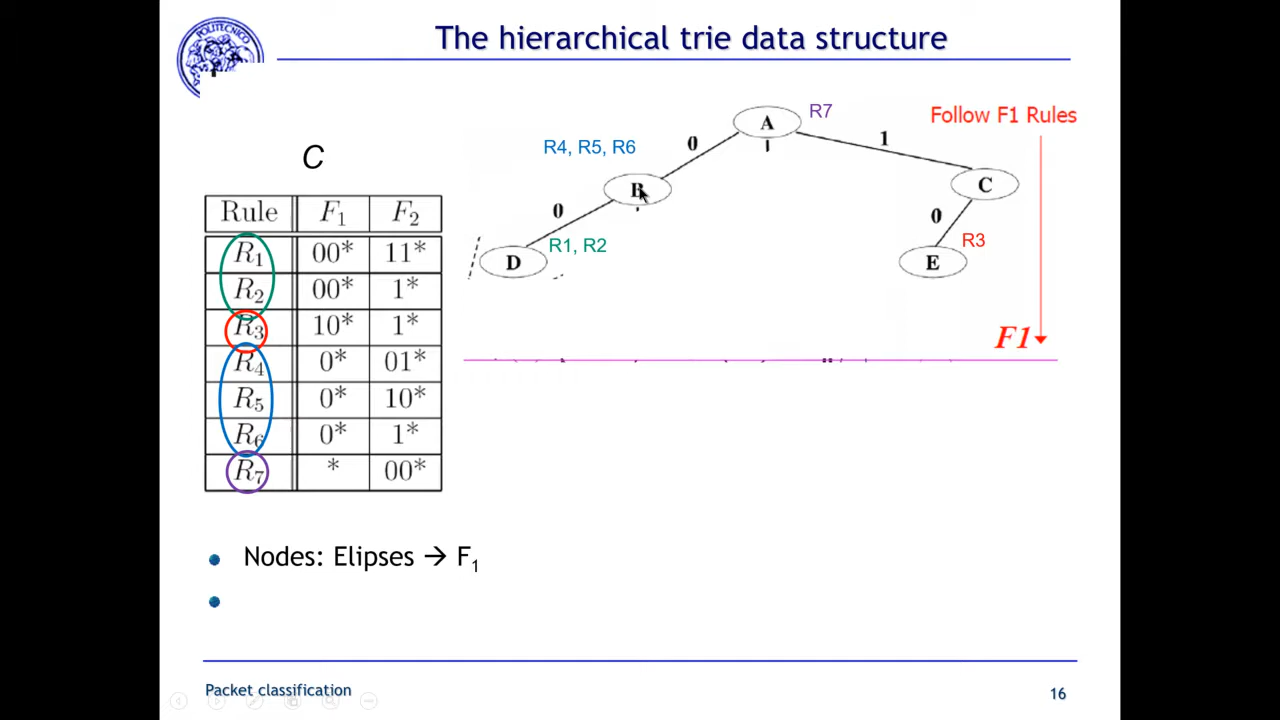 The hierarchical trie data structure
POLITECNICO
C
Rule F1 F2
R1 00* 11*
R2 00* 1*
R3 10* 1*
R4 0* 01*
R5 0* 10*
R6 0* 1*
R7 * 00*
A
R7
Follow F1 Rules
R4, R5, R6
0
1
B
C
0
0
R1, R2
R3
D
E
F1
Nodes: Elipses → F1
Packet classification
16